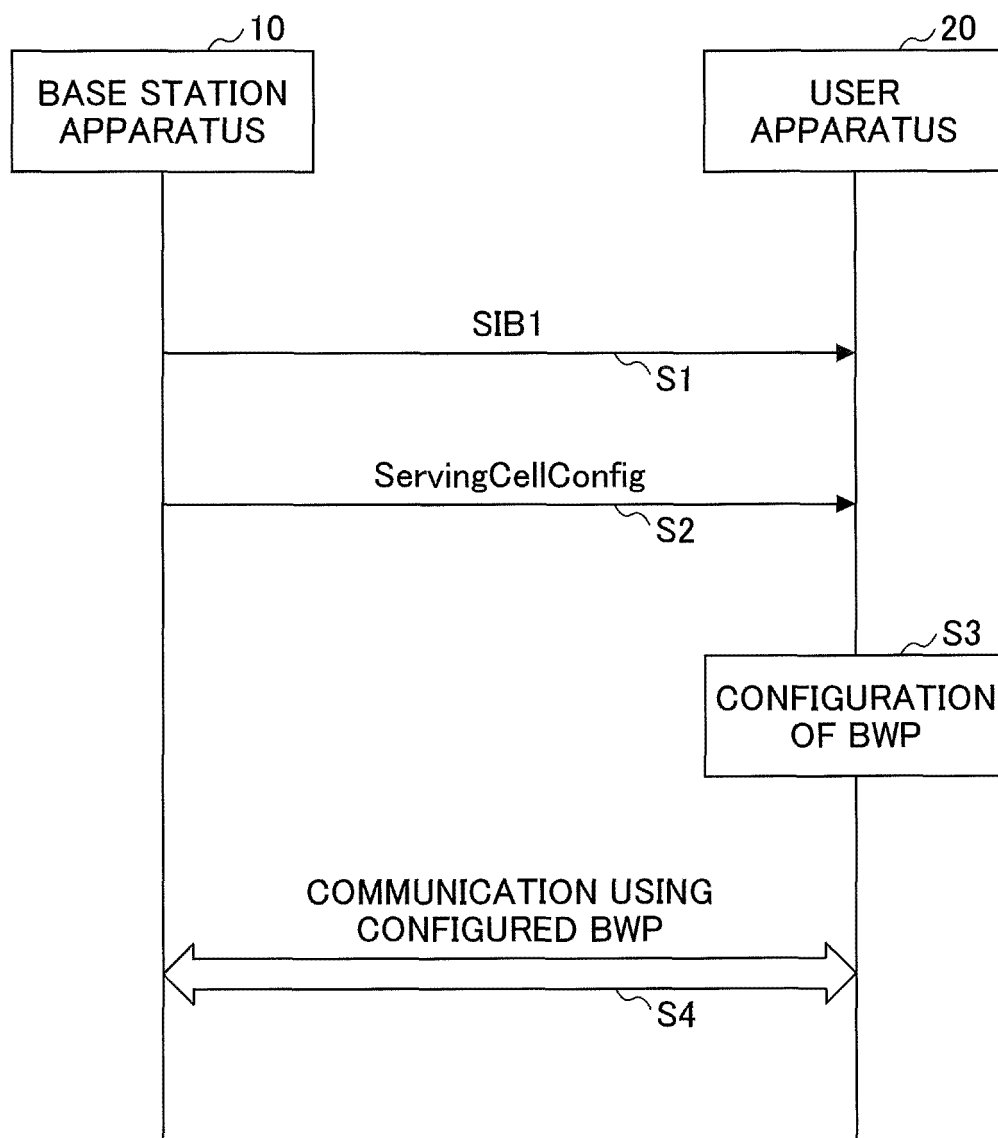 10
20
BASE STATION
APPARATUS
USER
APPARATUS
SIB1
S1
ServingCellConfig
S2
S3
CONFIGURATION
OF BWP
COMMUNICATION USING
CONFIGURED BWP
S4